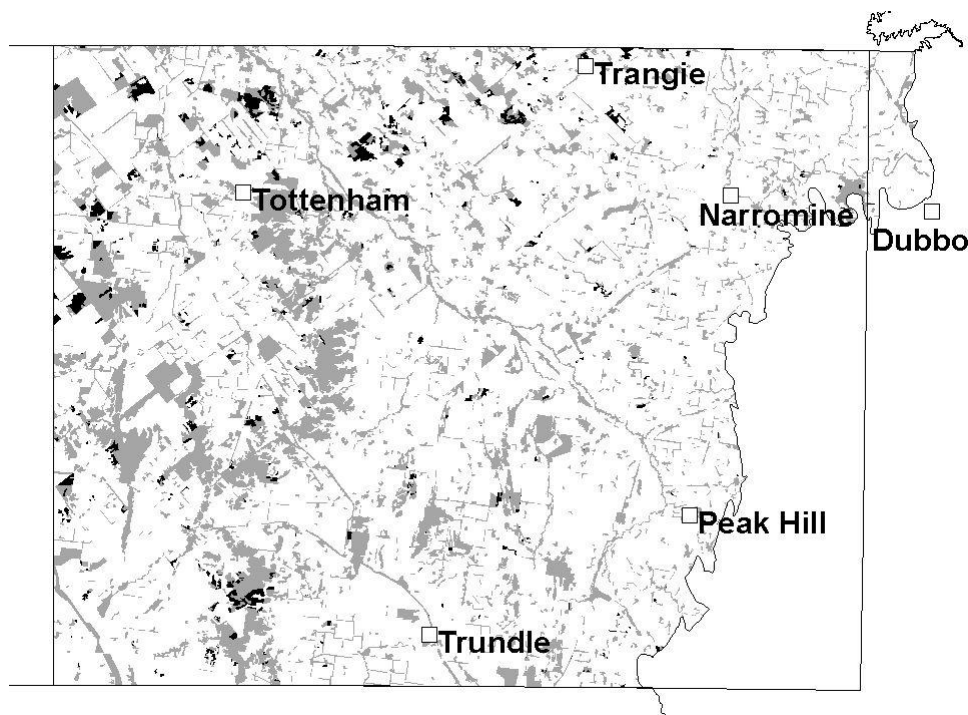 Trangie
Tottenham
Narromine
Dubbo
Peak Hill
Trundle